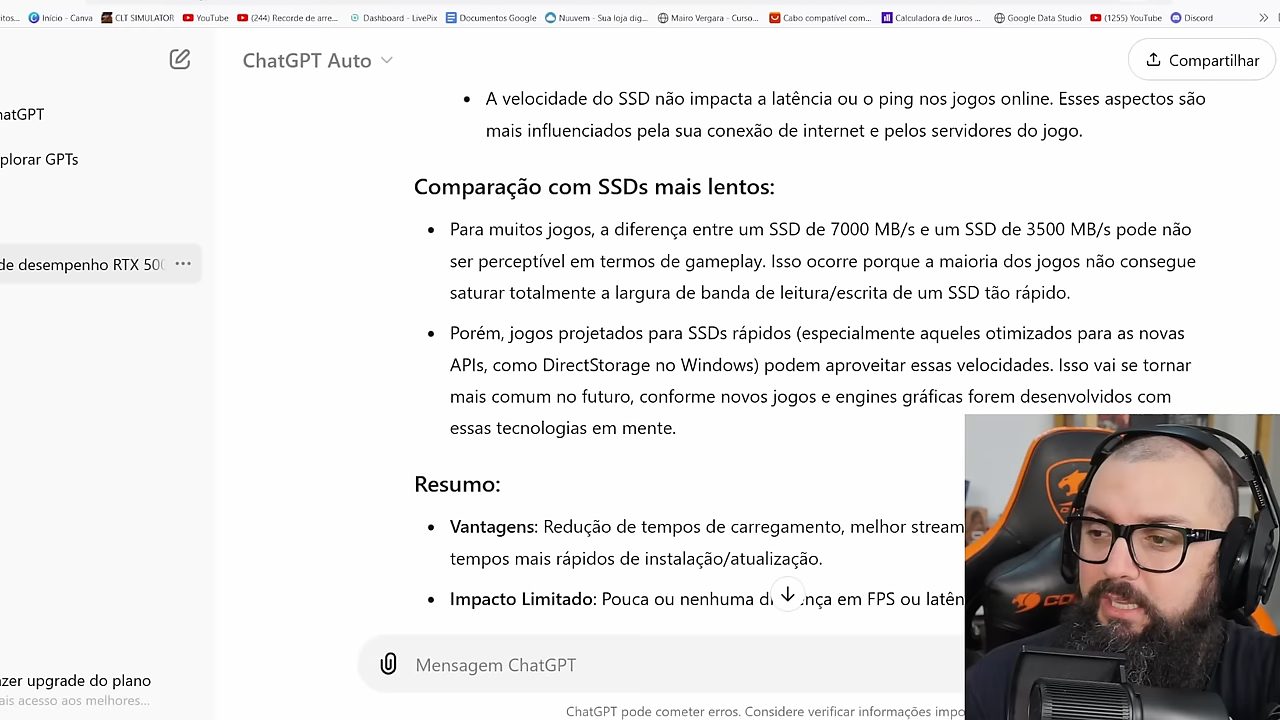 itos...
Início - Canva
CLT SIMULATOR
YouTube
(244) Recorde de arre...
Dashboard - LivePix
Documentos Google
Nuuvem - Sua loja dig...
Mairo Vergara - Curso...
Cabo compatível com...
Calculadora de Juros ...
Google Data Studio
(1255) YouTube
Discord
ChatGPT Auto
Compartilhar
hatGPT
plorar GPTs
de desempenho RTX 500
zer upgrade do plano
ais acesso aos melhores...
• A velocidade do SSD não impacta a latência ou o ping nos jogos online. Esses aspectos são
mais influenciados pela sua conexão de internet e pelos servidores do jogo.
Comparação com SSDs mais lentos:
• Para muitos jogos, a diferença entre um SSD de 7000 MB/s e um SSD de 3500 MB/s pode não
ser perceptível em termos de gameplay. Isso ocorre porque a maioria dos jogos não consegue
saturar totalmente a largura de banda de leitura/escrita de um SSD tão rápido.
• Porém, jogos projetados para SSDs rápidos (especialmente aqueles otimizados para as novas
APIs, como DirectStorage no Windows) podem aproveitar essas velocidades. Isso vai se tornar
mais comum no futuro, conforme novos jogos e engines gráficas forem desenvolvidos com
essas tecnologias em mente.
Resumo:
• Vantagens: Redução de tempos de carregamento, melhor stream
tempos mais rápidos de instalação/atualização.
• Impacto Limitado: Pouca ou nenhuma diferença em FPS ou latên
Mensagem ChatGPT
ChatGPT pode cometer erros. Considere verificar informações impo